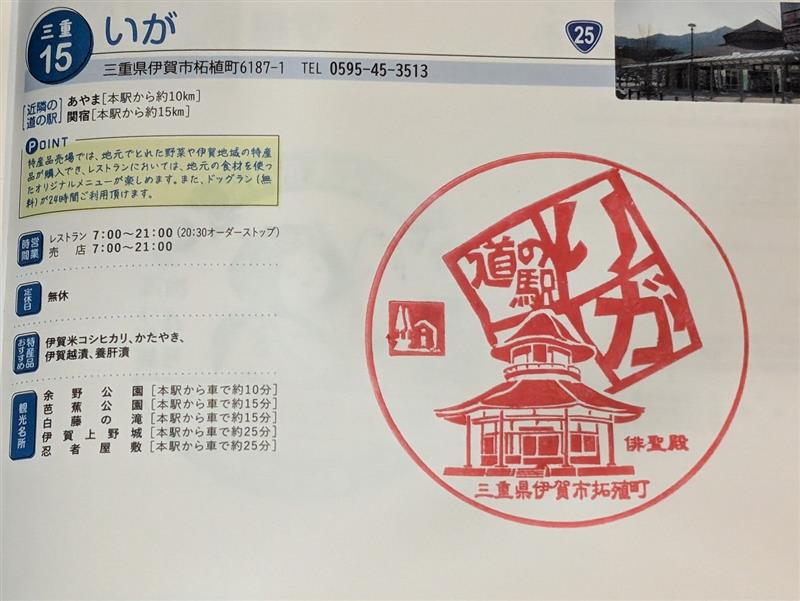 三重
15
いが
25
三重県伊賀市柘植町6187-1 TEL 0595-45-3513
[近隣の道の駅]
あやま[本駅から約10km]
関宿[本駅から約15km]
POINT
特産品売場では、地元でとれた野菜や伊賀地域の特産
品が購入でき、レストランにおいては、地元の食材を使っ
たオリジナルメニューが楽しめます。また、ドッグラン(無
料)が24時間ご利用頂けます。
営業時間
レストラン 7:00~21:00 (20:30オーダーストップ)
売店 7:00~21:00
定休日
無休
おすすめ特産品
伊賀米コシヒカリ、かたやき、
伊賀越漬、養肝漬
観光名所
余野公園[本駅から車で約10分]
芭蕉公園[本駅から車で約15分]
白藤の滝[本駅から車で約15分]
伊賀上野城[本駅から車で約25分]
忍者屋敷[本駅から車で約25分]
道の駅
いが
俳聖殿
三重県伊賀市拓殖町